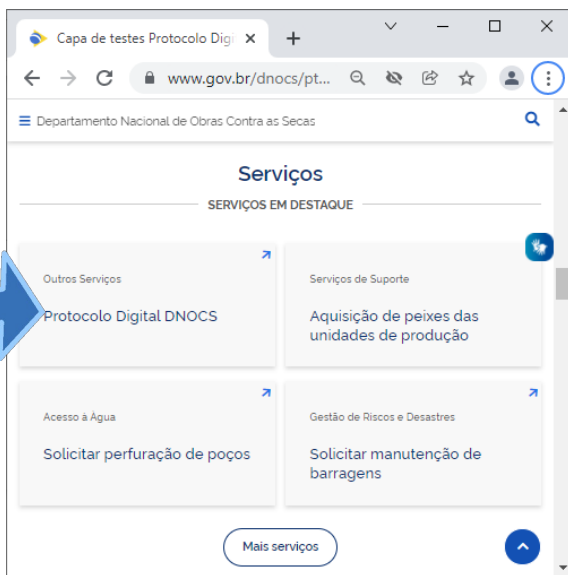 Capa de testes Protocolo Digi
www.gov.br/dnocs/pt...
Departamento Nacional de Obras Contra as Secas
Serviços
SERVIÇOS EM DESTAQUE
Outros Serviços
Protocolo Digital DNOCS
Serviços de Suporte
Aquisição de peixes das
unidades de produção
Acesso à Água
Solicitar perfuração de poços
Gestão de Riscos e Desastres
Solicitar manutenção de
barragens
Mais serviços